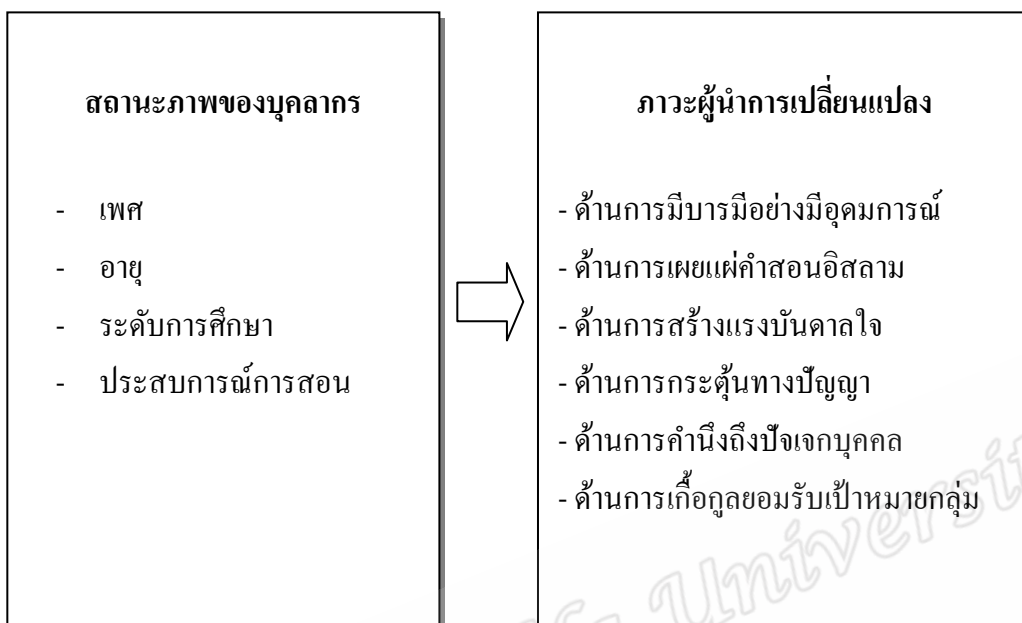 สถานะภาพของบุคลากร
- เพศ
- อายุ
- ระดับการศึกษา
- ประสบการณ์การสอน
ภาวะผู้นำการเปลี่ยนแปลง
- ด้านการมีบารมีอย่างมีอุดมการณ์
- ด้านการเผยแผ่คำสอนอิสลาม
- ด้านการสร้างแรงบันดาลใจ
- ด้านการกระตุ้นทางปัญญา
- ด้านการคำนึงถึงปัจเจกบุคคล
- ด้านการเกื้อกูลยอมรับเป้าหมายกลุ่ม